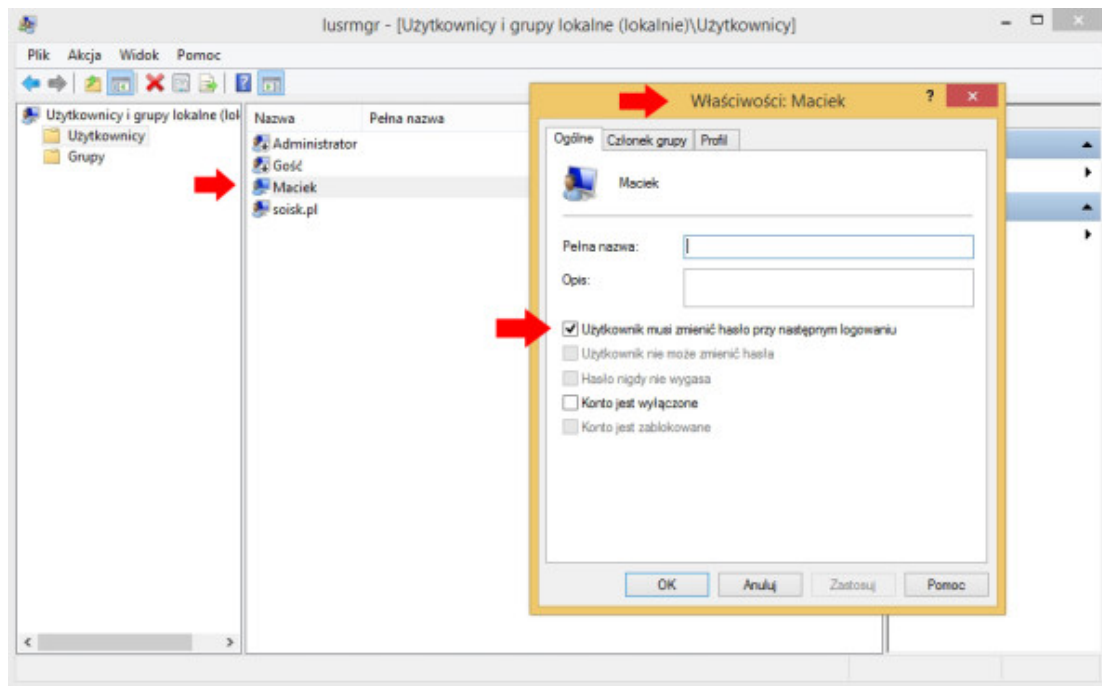 lusrmgr - [Użytkownicy i grupy lokalne (lokalnie)\Użytkownicy]
Plik Akcja Widok Pomoc
Użytkownicy i grupy lokalne (lol
Użytkownicy
Grupy
Nazwa Pełna nazwa
Administrator
Gość
Maciek
soisk.pl
Właściwości: Maciek
Ogólne Członek grupy Profil
Maciek
Pełna nazwa:
Opis:
Użytkownik musi zmienić hasło przy następnym logowaniu
Użytkownik nie może zmienić hasła
Hasło nigdy nie wygasa
Konto jest wyłączone
Konto jest zablokowane
OK Anuluj Zastosuj Pomoc